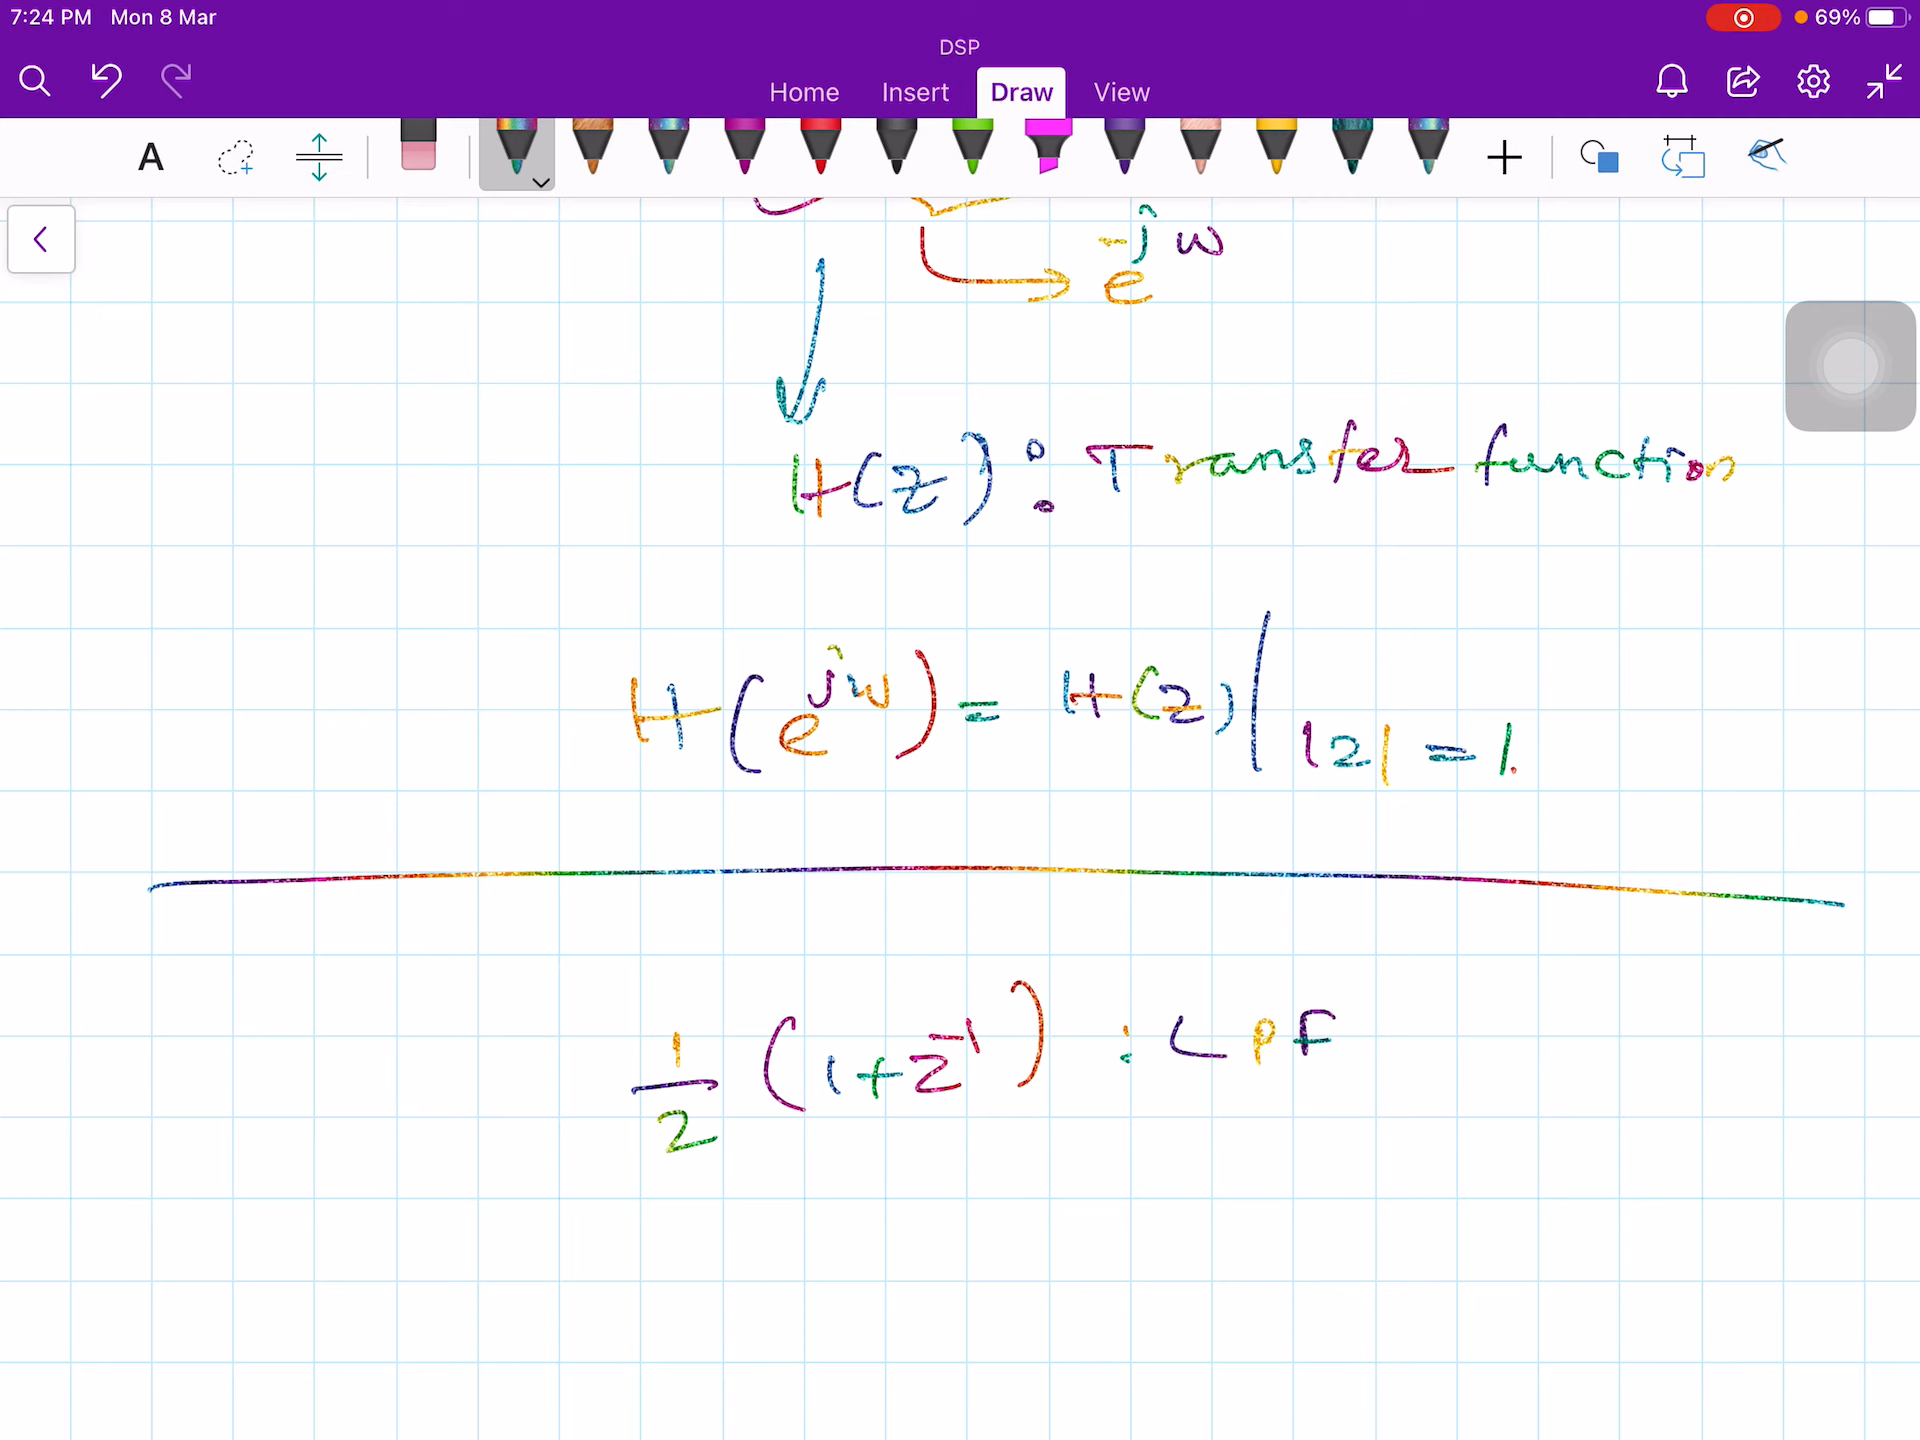 7:24 PM Mon 8 Mar
69%
DSP
Home Insert Draw View
A
e^{-jω}
H(z) : Transfer function
H(e^{jω}) = H(z) | |z| = 1.
1/2 (1+z^{-1}) : LPF